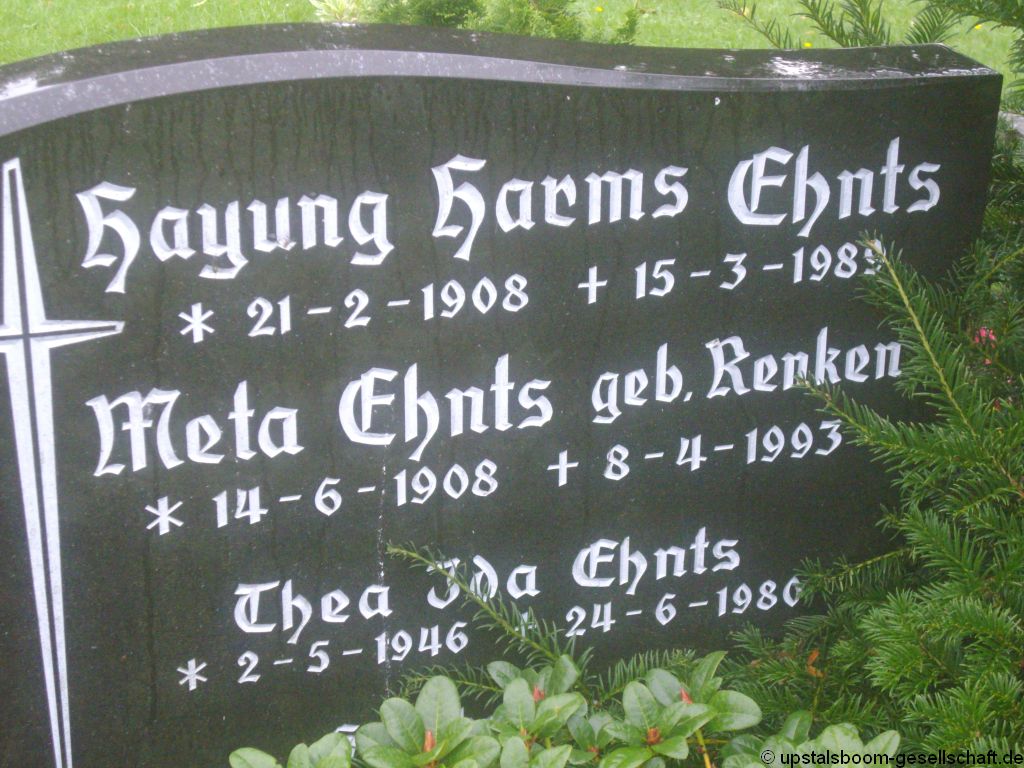 Hayung Harms Ehnts
* 21-2-1908 + 15-3-198
Meta Ehnts geb. Renken
* 14-6-1908 + 8-4-1993
Thea Ida Ehnts
* 2-5-1946 + 24-6-1980
© upstalsboom-gesellschaft.de